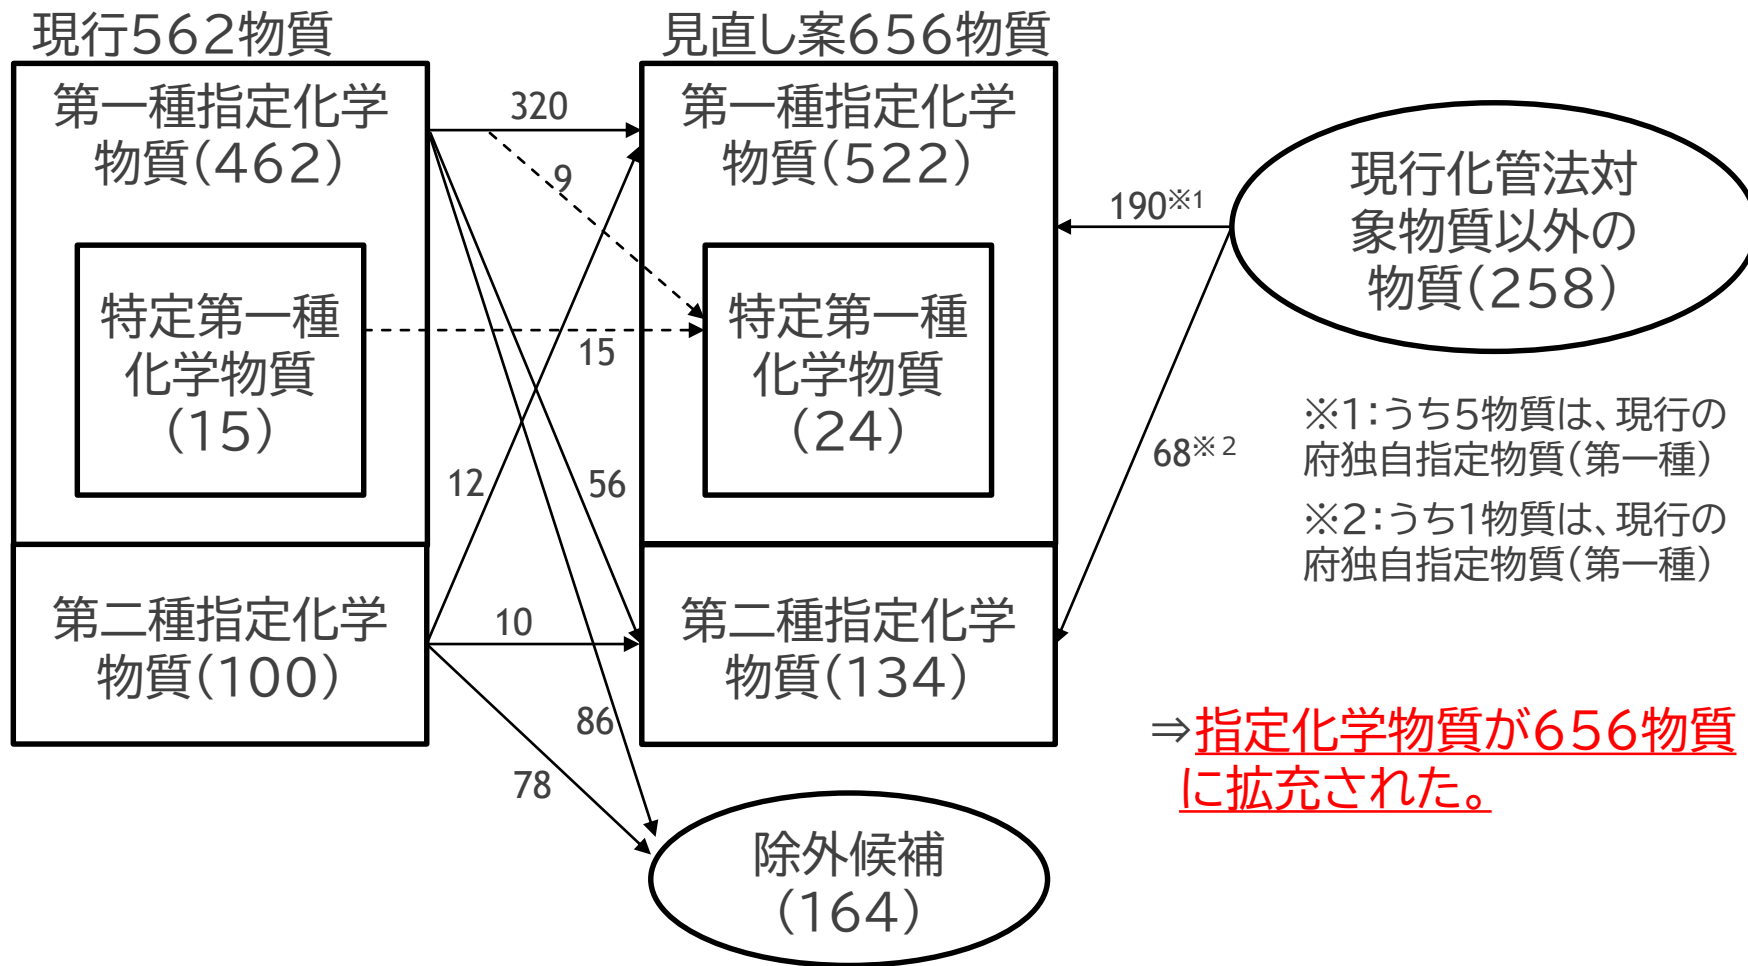 現行562物質
見直し案656物質
第一種指定化学
物質(462)
特定第一種
化学物質
(15)
第二種指定化学
物質(100)
320
9
15
12
56
10
86
78
第一種指定化学
物質(522)
特定第一種
化学物質
(24)
第二種指定化学
物質(134)
除外候補
(164)
190※1
68※2
現行化管法対
象物質以外の
物質(258)
※1:うち5物質は、現行の
府独自指定物質(第一種)
※2:うち1物質は、現行の
府独自指定物質(第一種)
⇒指定化学物質が656物質
に拡充された。